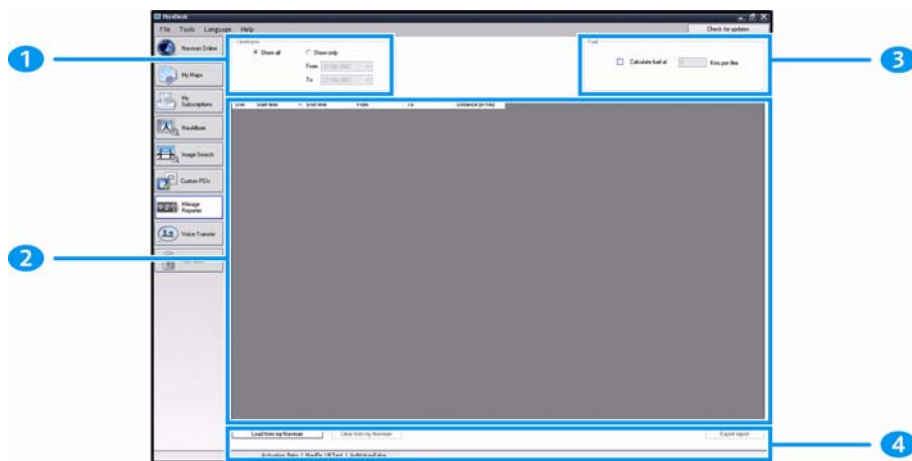 NavDesk
File Tools Language Help
Check for updates
1
Navman Online
My Maps
My Subscriptions
NavAlbum
Image Search
Custom POIs
Mileage Reporter
Voice Transfer
Timeframe
Show all Show only
From
To
Fuel
Calculate fuel at Kms per litre
3
Start time End time From To
2
Load from my Navman Clear from my Navman Export report
4